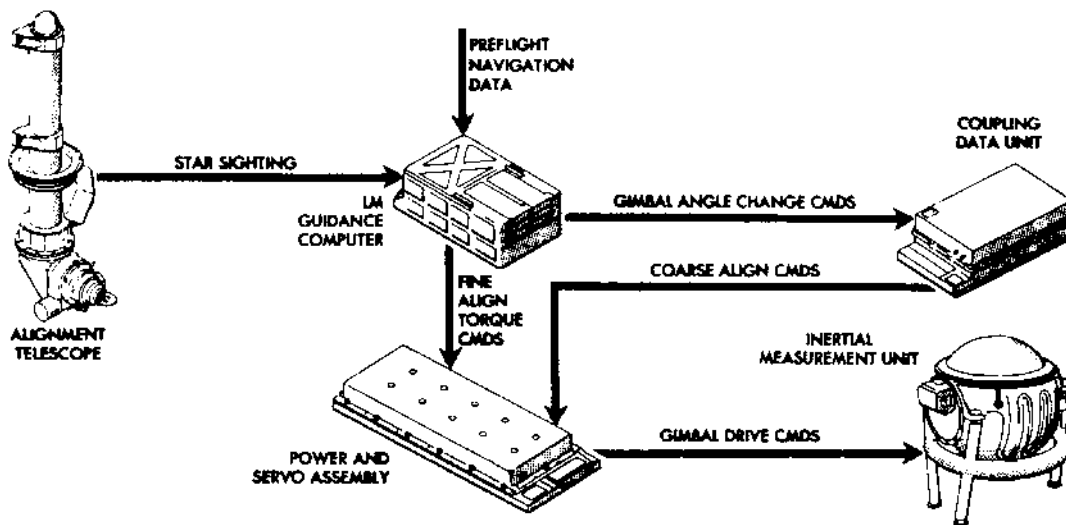 PREFLIGHT
NAVIGATION
DATA
COUPLING
DATA UNIT
STAR SIGHTING
LM
GUIDANCE
COMPUTER
GIMBAL ANGLE CHANGE CMDS
COARSE ALIGN CMDS
FINE
ALIGN
TORQUE
CMDS
ALIGNMENT
TELESCOPE
INERTIAL
MEASUREMENT UNIT
GIMBAL DRIVE CMDS
POWER AND
SERVO ASSEMBLY